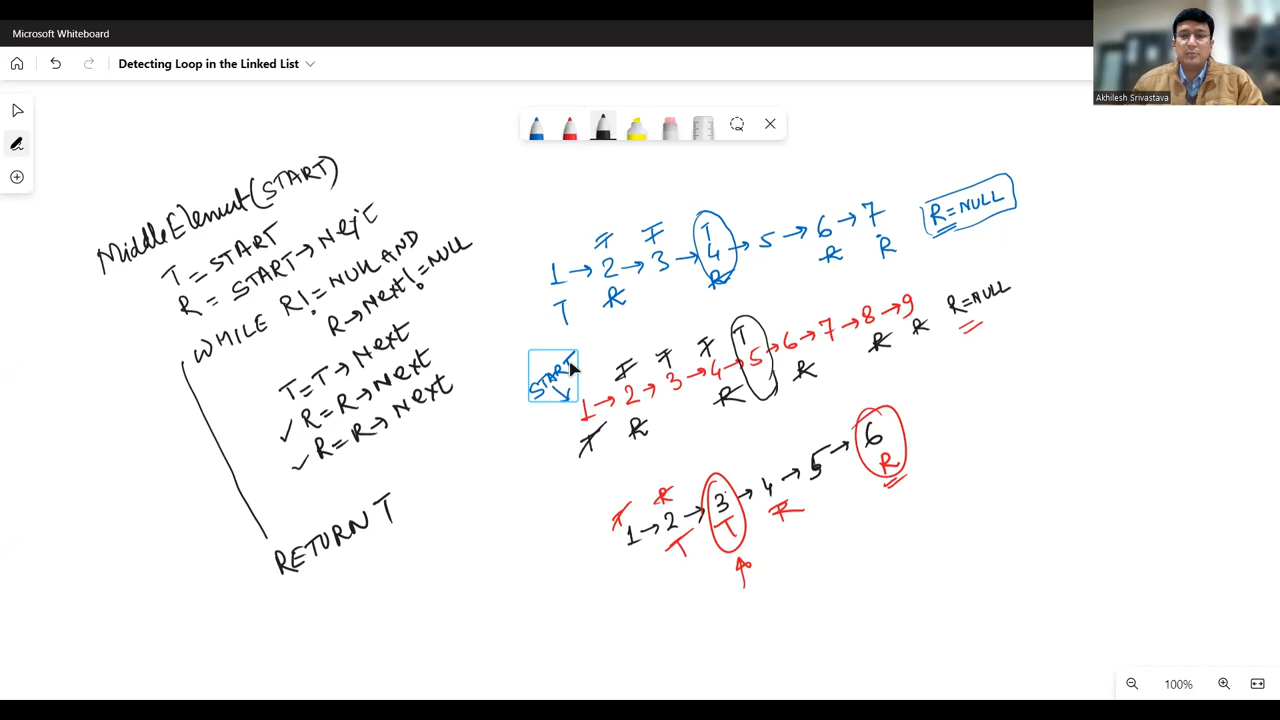 Microsoft Whiteboard
Detecting Loop in the Linked List
Akhilesh Srivastava
MiddleElement(START)
T = START
R = START→Next
WHILE R! = NULL AND
R→Next! = NULL
T=T→Next
✓ R=R→Next
✓ R=R→Next
RETURN T
T T T
1→2→3→4→5→6→7 R=NULL
T R R R R
START
T T T T
1→2→3→4→5→6→7→8→9 R=NULL
T R R R R R
T R
1→2→3→4→5→6
T T R R
100%